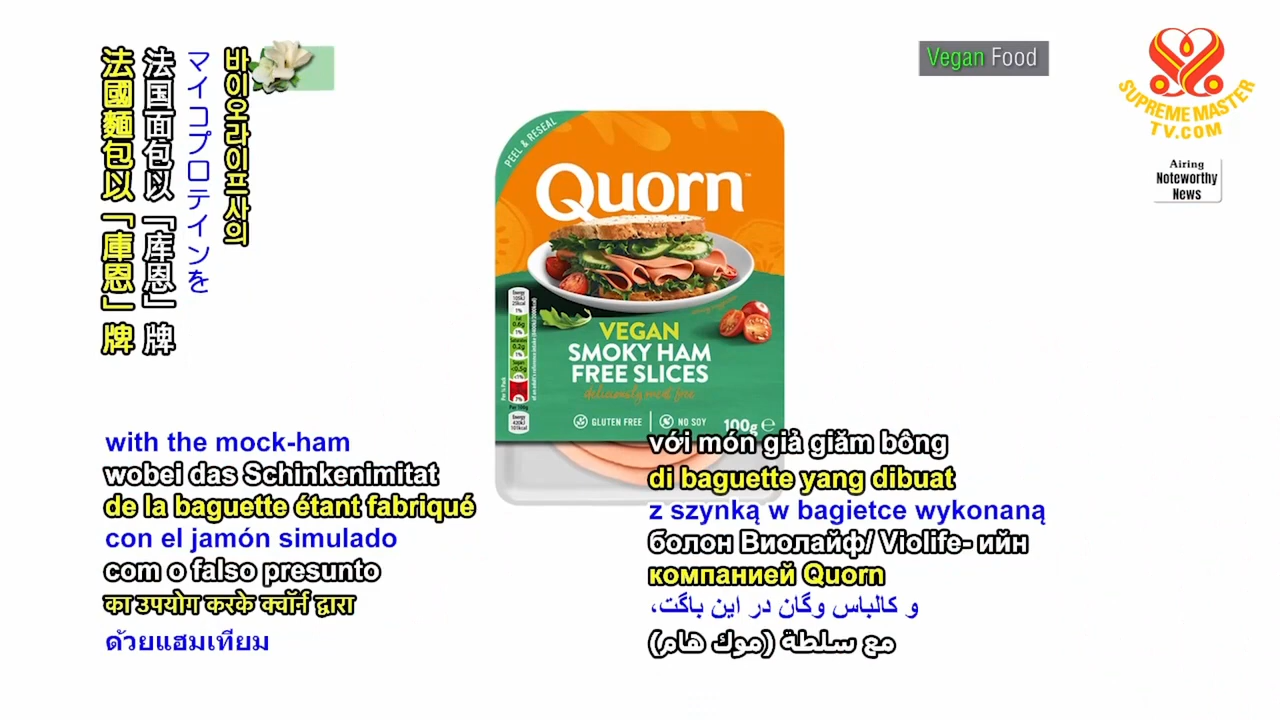 法國麵包以「庫恩」牌
法国面包以「库恩」牌
マイコプロテインを
바이오라이프사의
Vegan Food
SUPREME MASTER
TV.COM
Airing
Noteworthy
News
PEEL & RESEAL
Quorn™
VEGAN
SMOKY HAM
FREE SLICES
deliciously meat free
GLUTEN FREE
NO SOY
100g ℮
with the mock-ham
wobei das Schinkenimitat
de la baguette étant fabriqué
con el jamón simulado
com o falso presunto
का उपयोग करके क्वॉर्न द्वारा
ด้วยแฮมเทียม
với món giả giăm bông
di baguette yang dibuat
z szynką w bagietce wykonaną
болон Виолайф/ Violife- ийн
компанией Quorn
و کالباس وگان در این باگت،
مع سلطة (موك هام)